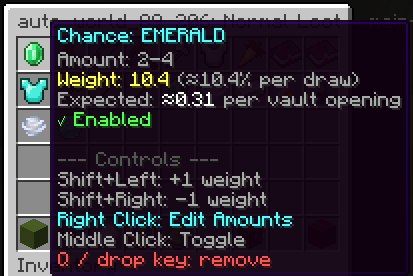 Chance: EMERALD
Amount: 2-4
Weight: 10.4 (≈10.4% per draw)
Expected: ≈0.31 per vault opening
✓ Enabled
--- Controls ---
Shift+Left: +1 weight
Shift+Right: -1 weight
Right Click: Edit Amounts
Middle Click: Toggle
Q / drop key: remove